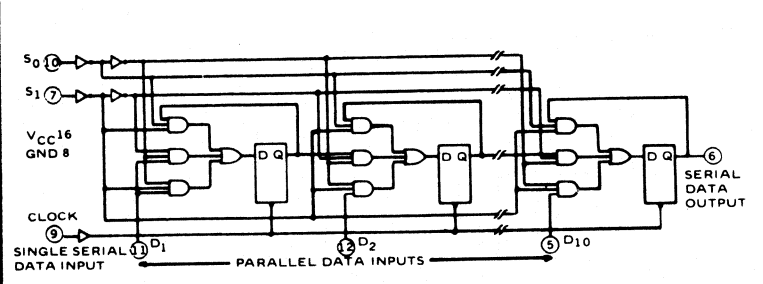 S0 10
S1 7
VCC 16
GND 8
D Q
D Q
D Q
6
SERIAL
DATA
OUTPUT
CLOCK
9
SINGLE SERIAL
DATA INPUT
11 D1
12 D2
5 D10
PARALLEL DATA INPUTS